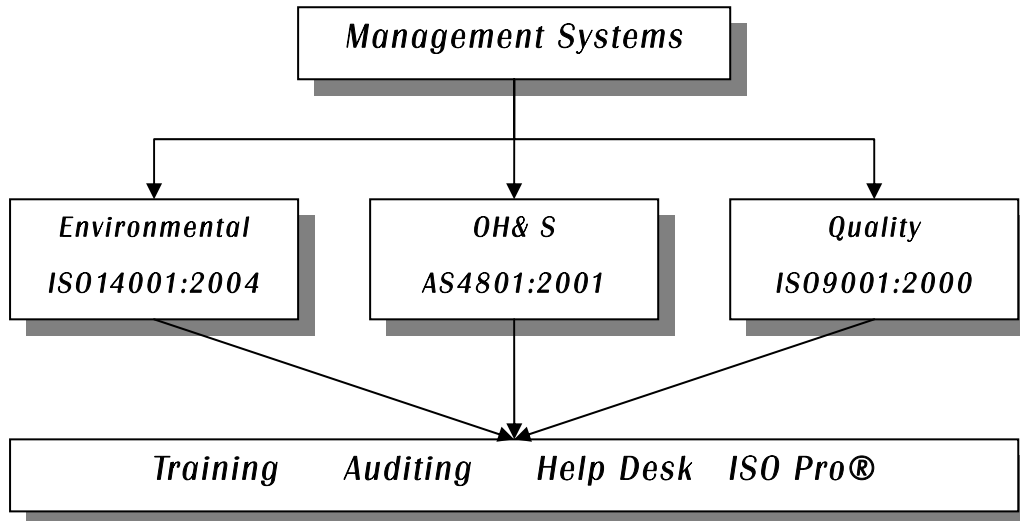 Management Systems
Environmental
ISO14001:2004
OH& S
AS4801:2001
Quality
ISO9001:2000
Training Auditing Help Desk ISO Pro®